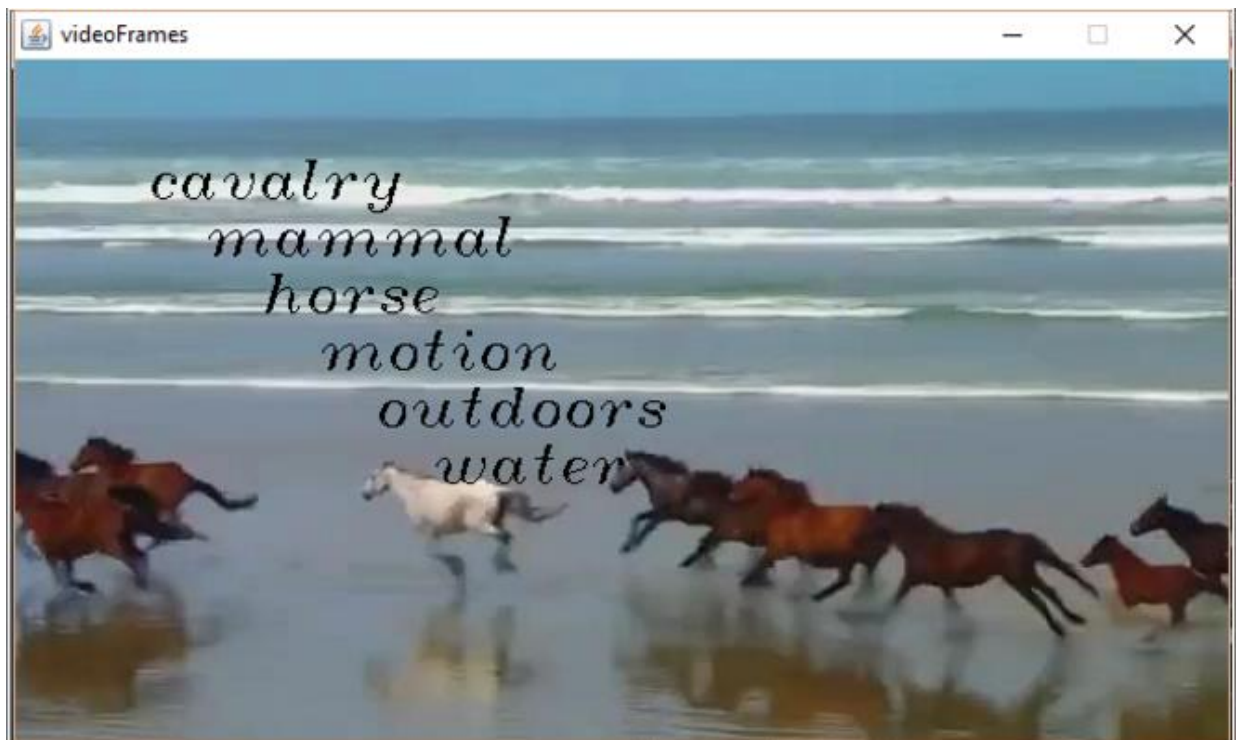 videoFrames
cavalry
mammal
horse
motion
outdoors
water